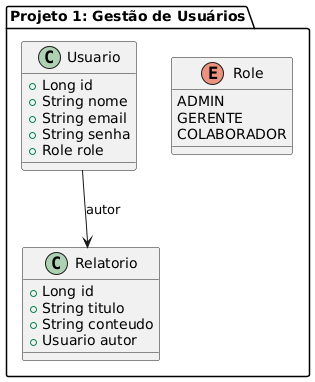 Projeto 1: Gestão de Usuários
C Usuario
Long id
String nome
String email
String senha
Role role
E Role
ADMIN
GERENTE
COLABORADOR
autor
C Relatorio
Long id
String titulo
String conteudo
Usuario autor